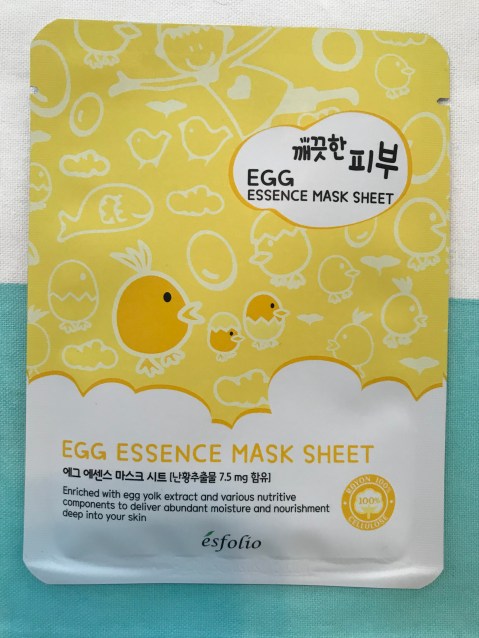 깨끗한 피부
EGG
ESSENCE MASK SHEET
EGG ESSENCE MASK SHEET
에그 에센스 마스크 시트 [난황추출물 7.5 mg 함유]
Enriched with egg yolk extract and various nutritive
components to deliver abundant moisture and nourishment
deep into your skin
100%
CELLULOSE
esfolio